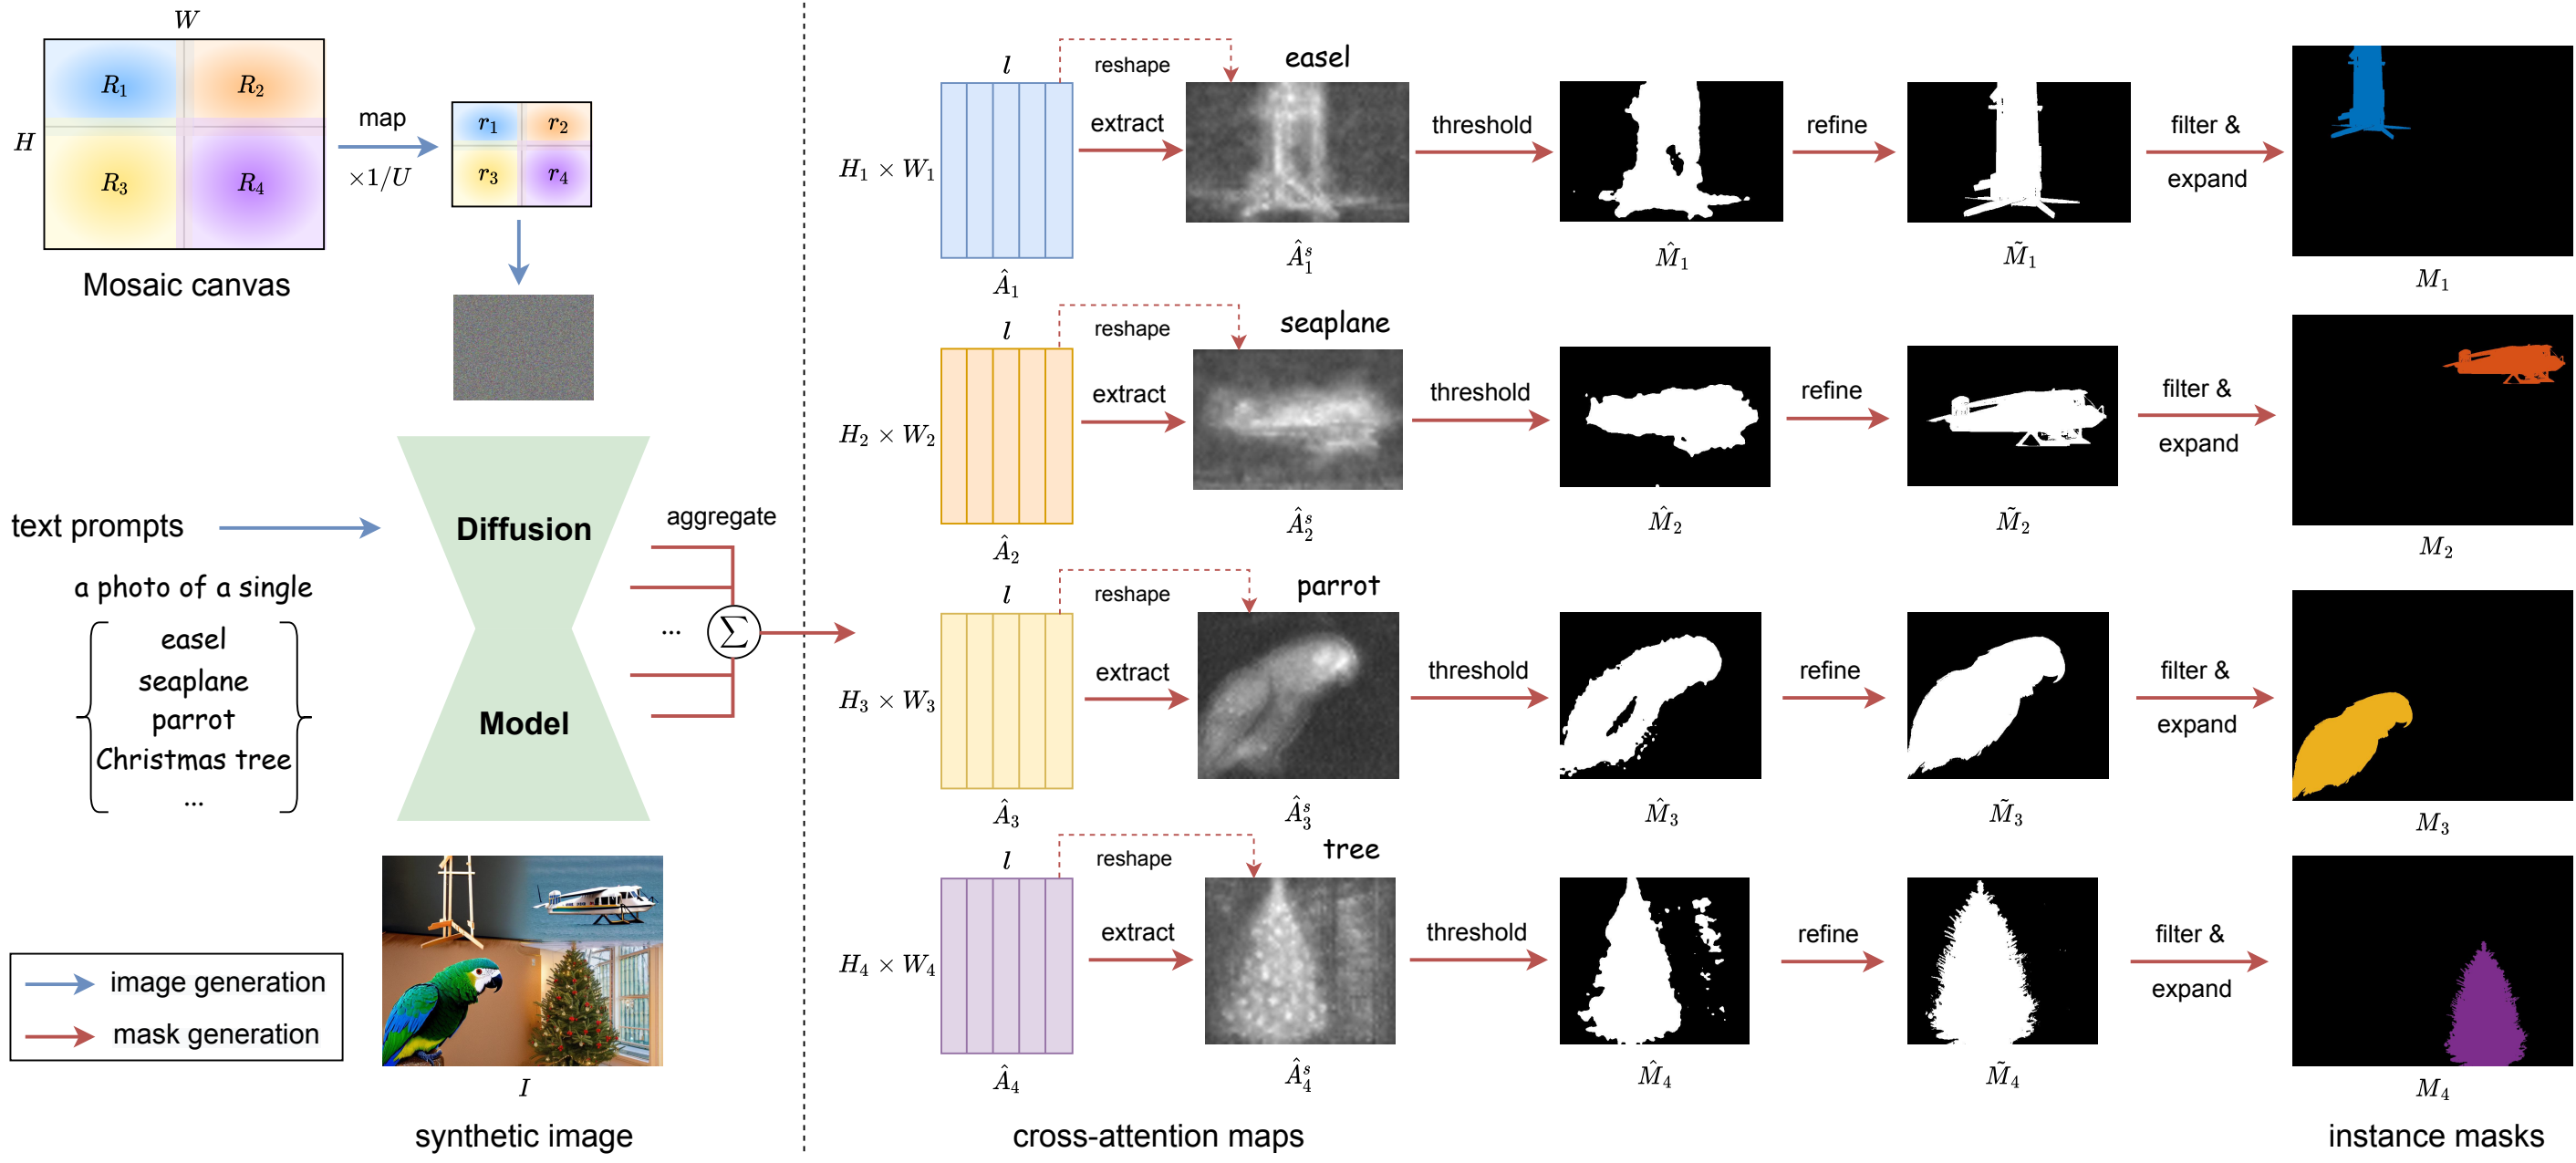 W
H
R₁
R₂
R₃
R₄
Mosaic canvas
map
×1/U
r₁
r₂
r₃
r₄
text prompts
a photo of a single
easel
seaplane
parrot
Christmas tree
...
Diffusion
Model
aggregate
...
∑
image generation
mask generation
I
synthetic image
l
reshape
easel
H₁ × W₁
extract
threshold
refine
filter &
expand
Â₁
Â₁ˢ
M̂₁
M̃₁
M₁
l
reshape
seaplane
H₂ × W₂
extract
threshold
refine
filter &
expand
Â₂
Â₂ˢ
M̂₂
M̃₂
M₂
l
reshape
parrot
H₃ × W₃
extract
threshold
refine
filter &
expand
Â₃
Â₃ˢ
M̂₃
M̃₃
M₃
l
reshape
tree
H₄ × W₄
extract
threshold
refine
filter &
expand
Â₄
Â₄ˢ
M̂₄
M̃₄
M₄
cross-attention maps
instance masks